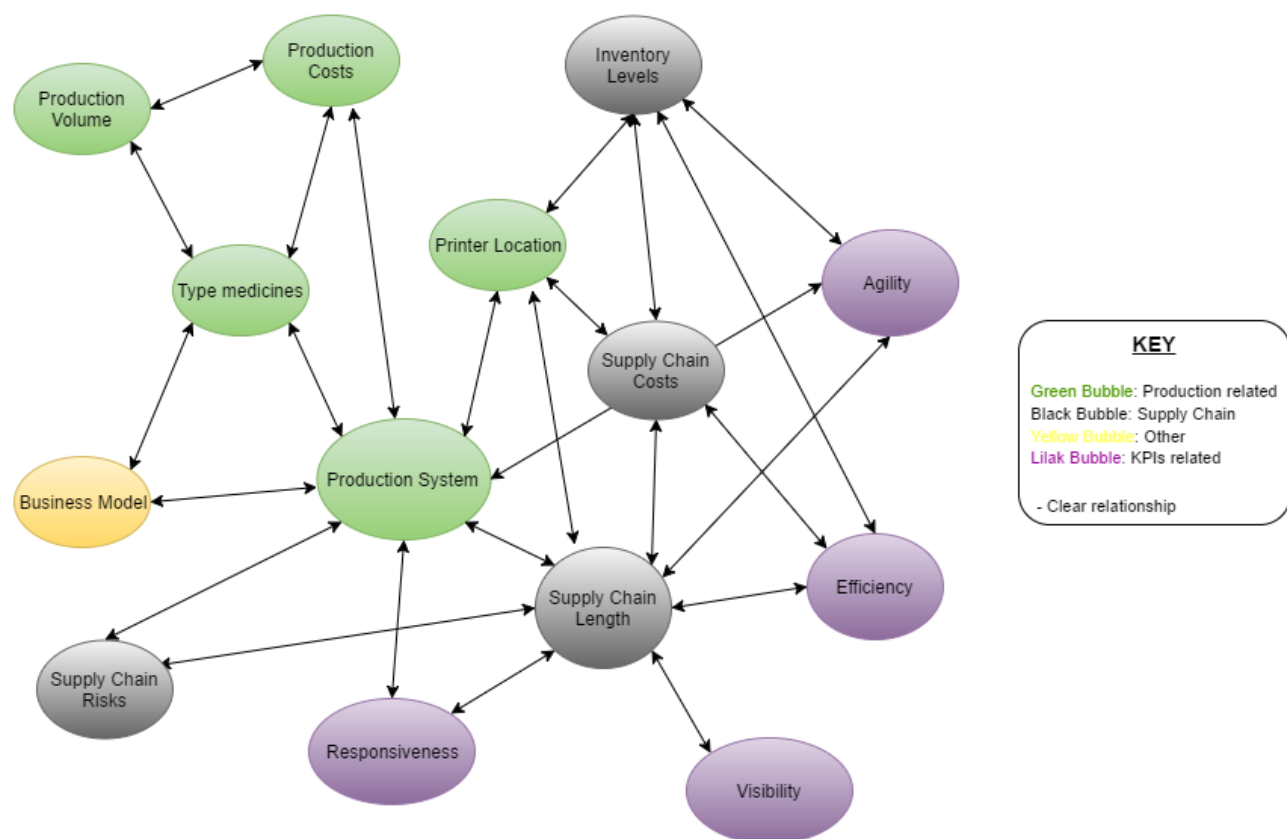 Production
Costs
Inventory
Levels
Production
Volume
Printer Location
Type medicines
Agility
Supply Chain
Costs
KEY
Green Bubble: Production related
Black Bubble: Supply Chain
Yellow Bubble: Other
Lilak Bubble: KPIs related
- Clear relationship
Production System
Business Model
Efficiency
Supply Chain
Length
Supply Chain
Risks
Responsiveness
Visibility